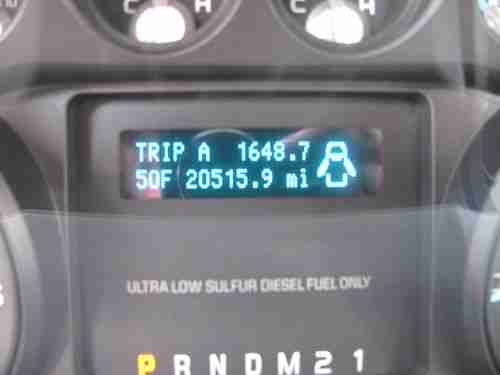 C H C H
TRIP A 1648.7
50F 20515.9 mi
ULTRA LOW SULFUR DIESEL FUEL ONLY
P R N D M 2 1